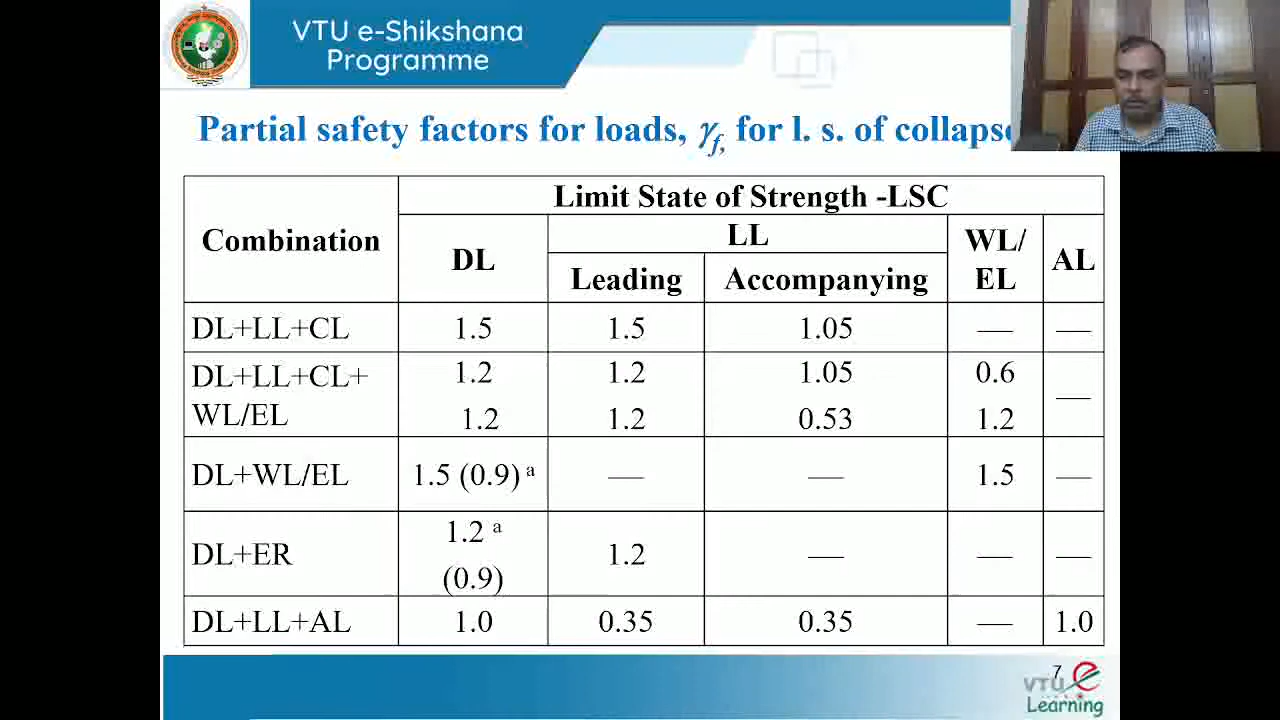 VTU e-Shikshana
Programme
Partial safety factors for loads, γf, for l. s. of collaps
Combination
Limit State of Strength -LSC
DL
LL
WL/
EL
AL
Leading
Accompanying
DL+LL+CL
1.5
1.5
1.05
—
—
DL+LL+CL+
WL/EL
1.2
1.2
1.05
0.6
1.2
1.2
0.53
1.2
—
DL+WL/EL
1.5 (0.9) a
—
—
1.5
—
DL+ER
1.2 a
(0.9)
1.2
—
—
—
DL+LL+AL
1.0
0.35
0.35
—
1.0
7
VTU e
Learning